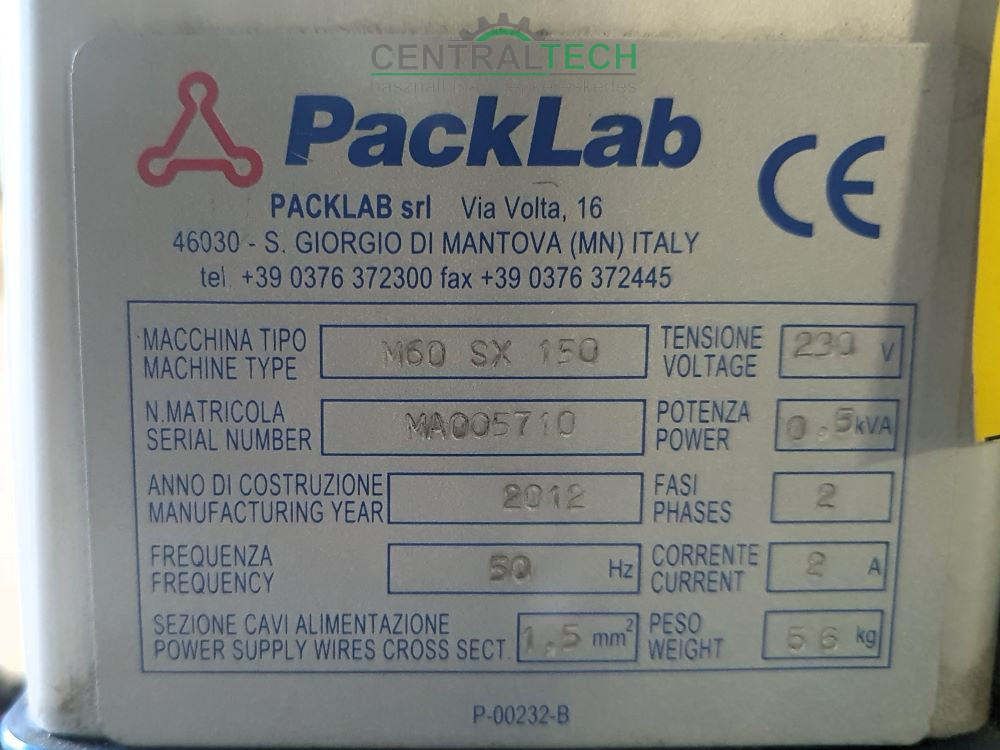 CENTRALTECH
PackLab
CE
PACKLAB srl Via Volta, 16
46030 - S. GIORGIO DI MANTOVA (MN) ITALY
tel. +39 0376 372300 fax +39 0376 372445
MACCHINA TIPO
MACHINE TYPE
M60 SX 150
TENSIONE
VOLTAGE
230 V
N.MATRICOLA
SERIAL NUMBER
MA005710
POTENZA
POWER
0.5 kVA
ANNO DI COSTRUZIONE
MANUFACTURING YEAR
2012
FASI
PHASES
2
FREQUENZA
FREQUENCY
50 Hz
CORRENTE
CURRENT
2 A
SEZIONE CAVI ALIMENTAZIONE
POWER SUPPLY WIRES CROSS SECT.
1.5 mm²
PESO
WEIGHT
56 kg
P-00232-B